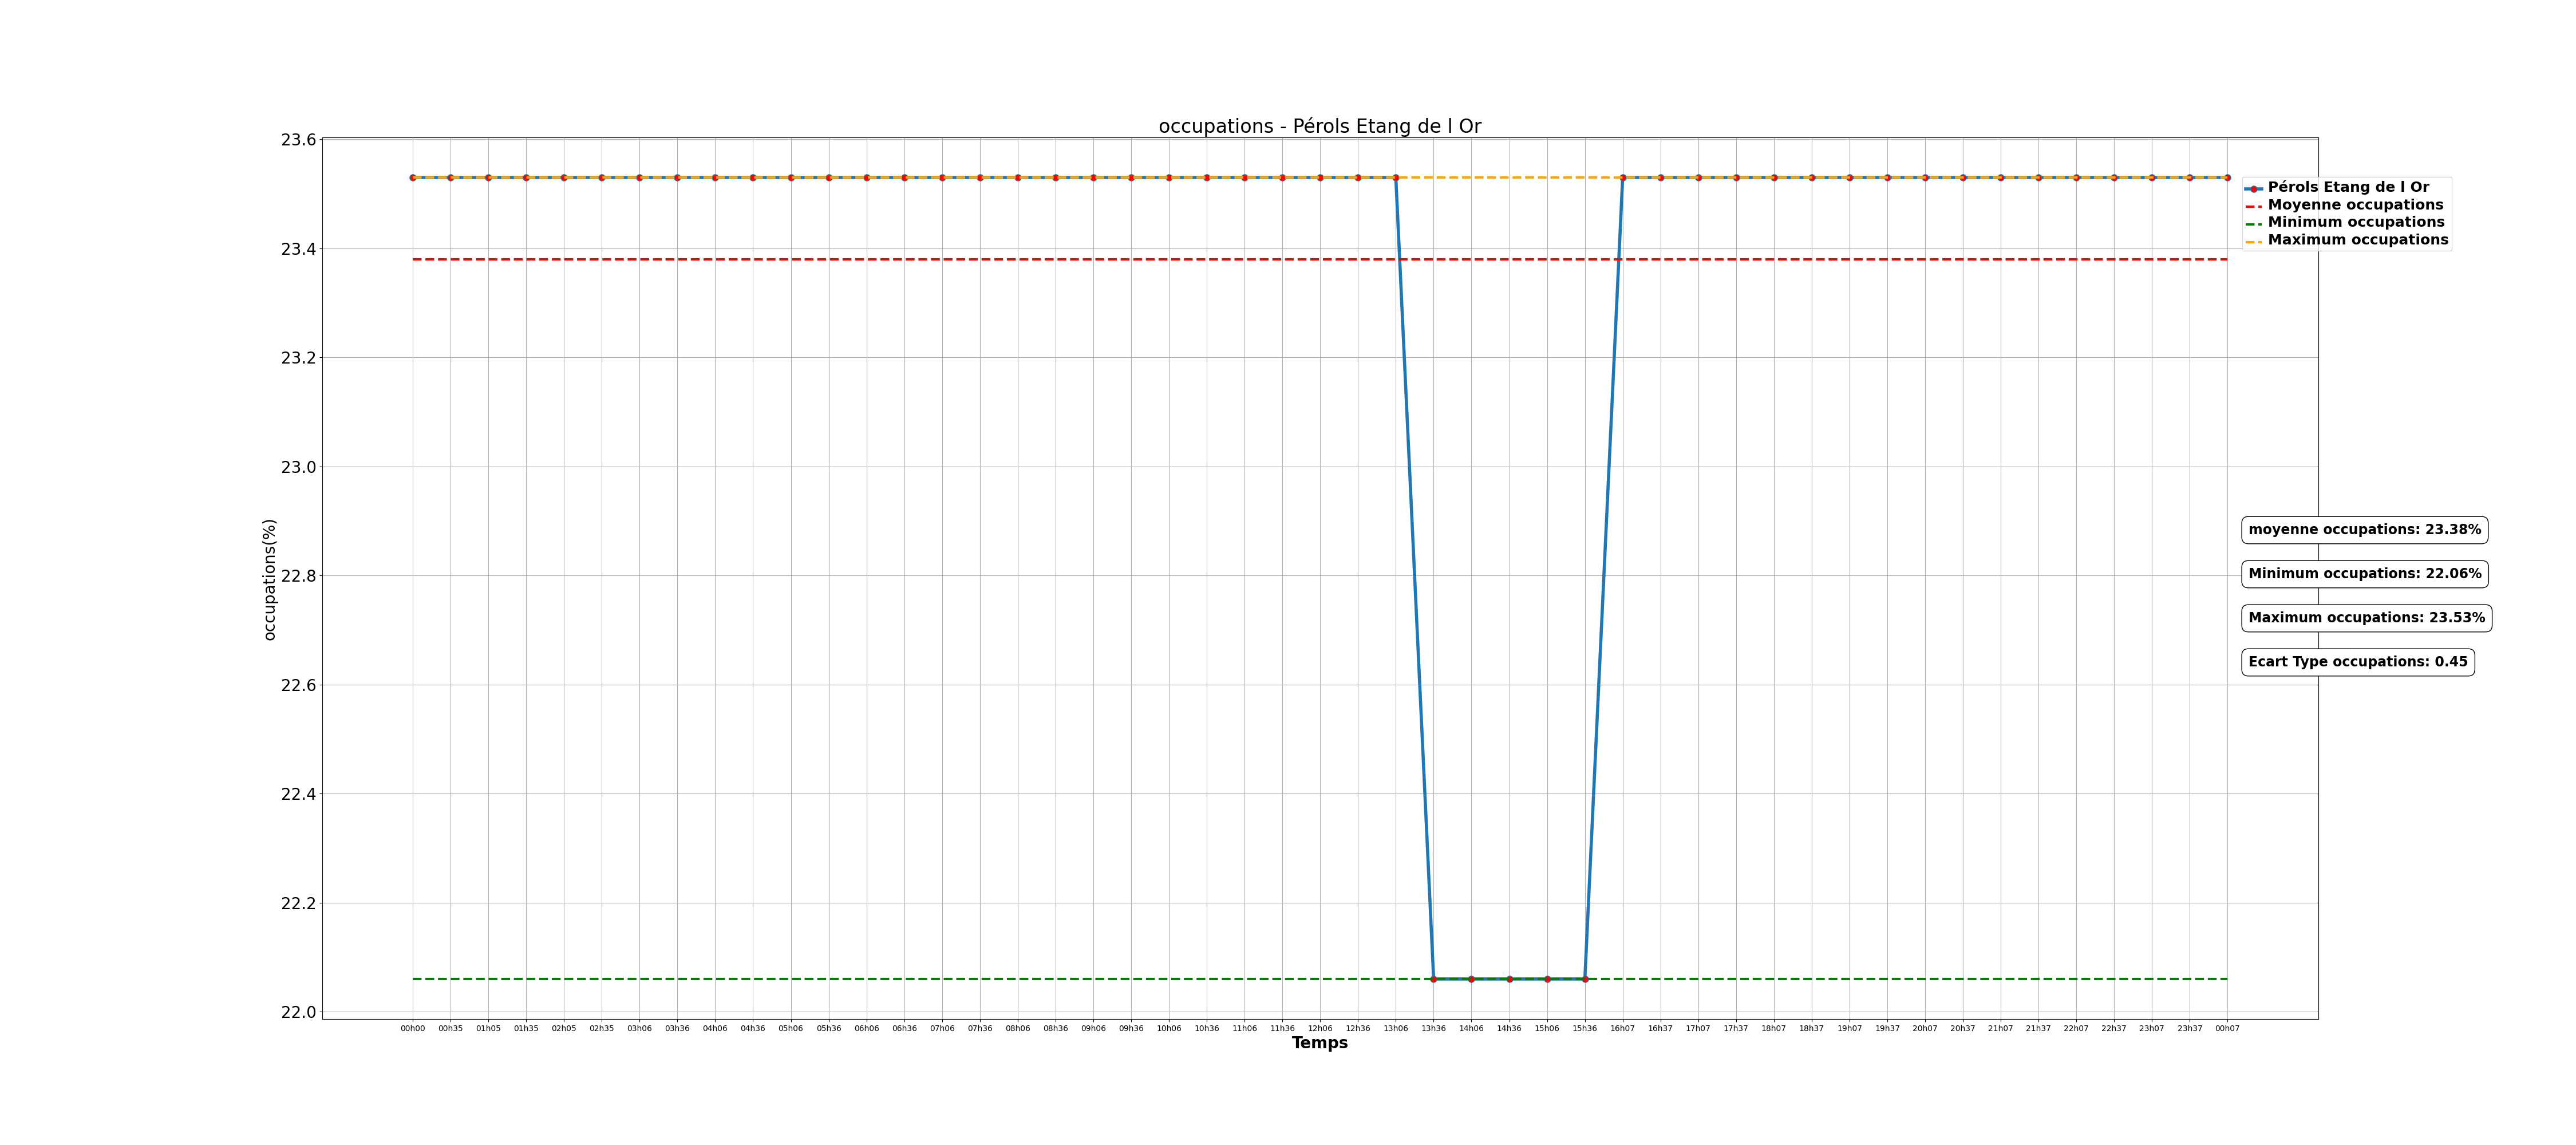 occupations - Pérols Etang de l Or
23.6
23.4
23.2
23.0
22.8
22.6
22.4
22.2
22.0
occupations(%)
Pérols Etang de l Or
Moyenne occupations
Minimum occupations
Maximum occupations
moyenne occupations: 23.38%
Minimum occupations: 22.06%
Maximum occupations: 23.53%
Ecart Type occupations: 0.45
00h00 00h35 01h05 01h35 02h05 02h35 03h06 03h36 04h06 04h36 05h06 05h36 06h06 06h36 07h06 07h36 08h06 08h36 09h06 09h36 10h06 10h36 11h06 11h36 12h06 12h36 13h06 13h36 14h06 14h36 15h06 15h36 16h07 16h37 17h07 17h37 18h07 18h37 19h07 19h37 20h07 20h37 21h07 21h37 22h07 22h37 23h07 23h37 00h07
Temps